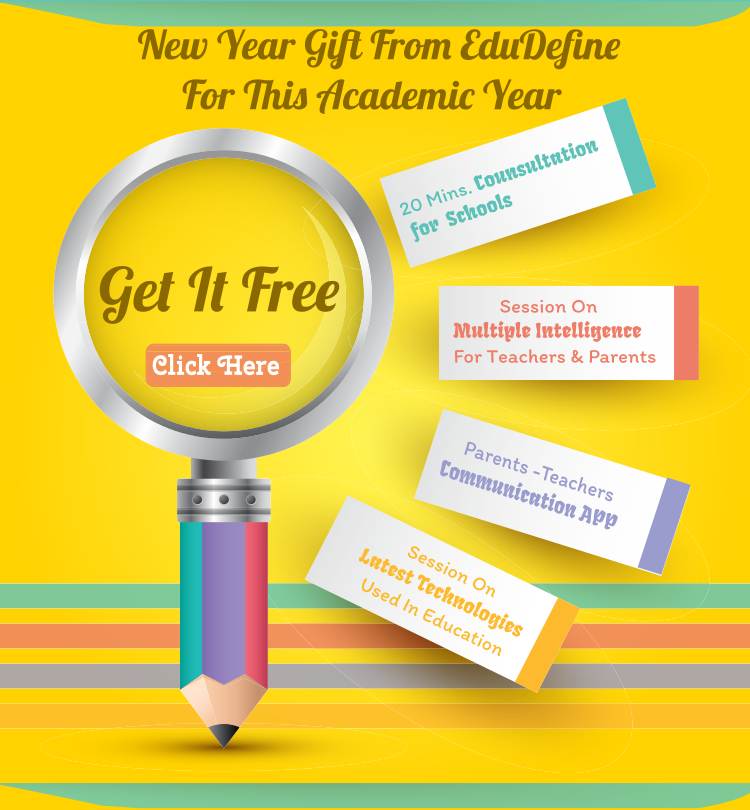 New Year Gift From EduDefine
For This Academic Year
20 Mins. Counsultation
for Schools
Get It Free
Click Here
Session On
Multiple Intelligence
For Teachers & Parents
Parents -Teachers
Communication App
Session On
Latest Technologies
Used In Education